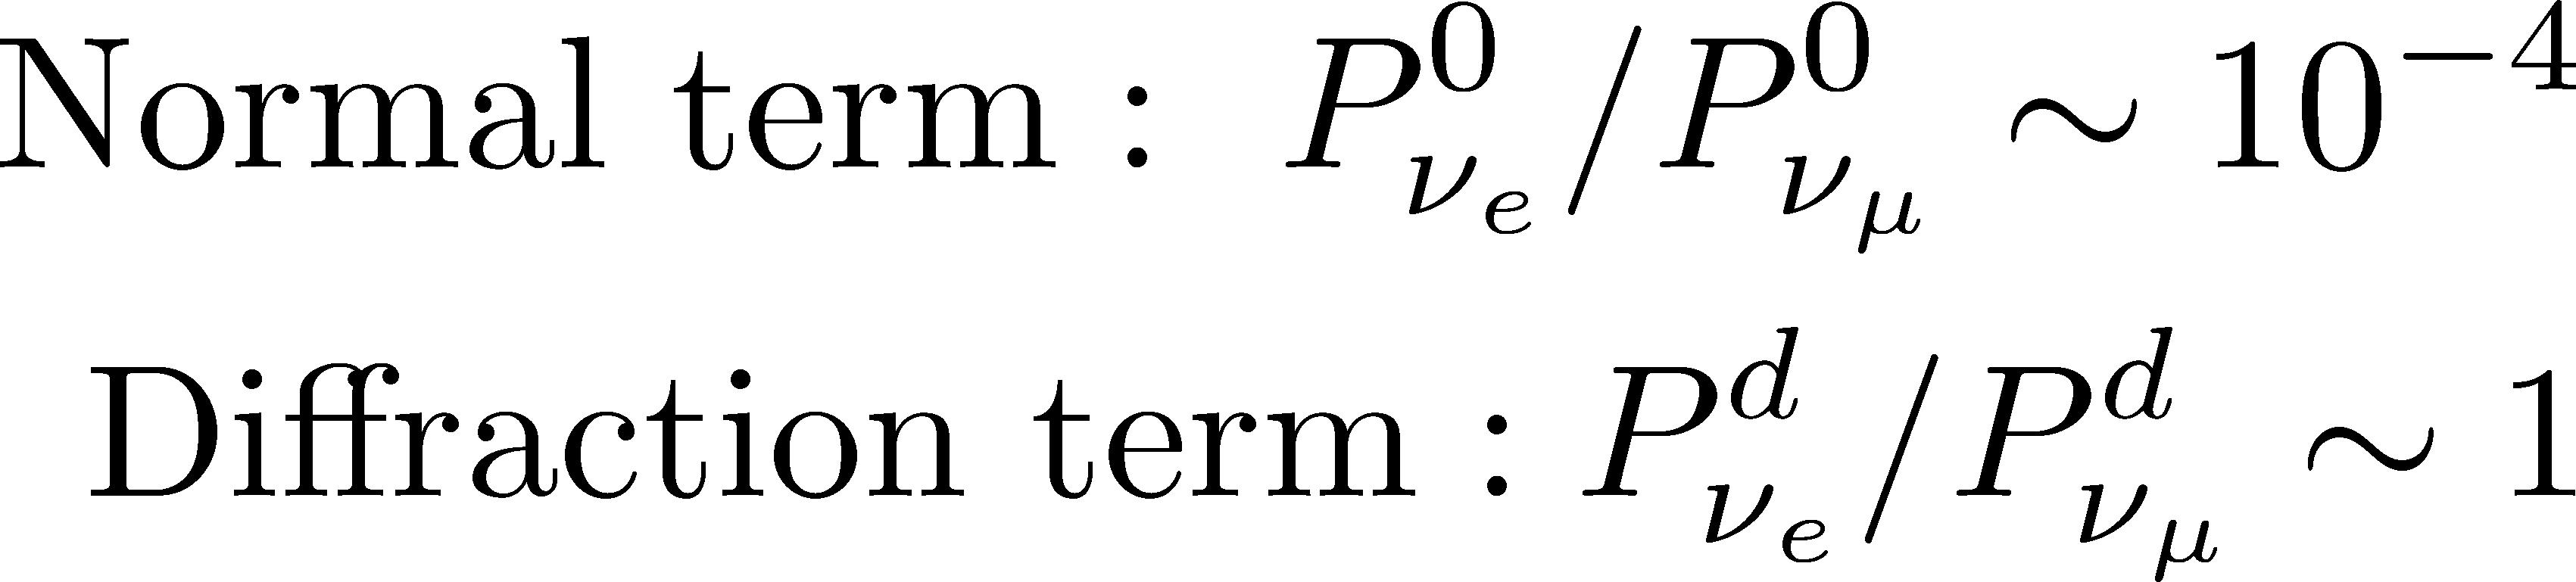 Normal term : $P^0_{\nu_e}/P^0_{\nu_\mu} \sim 10^{-4}$
Diffraction term : $P^d_{\nu_e}/P^d_{\nu_\mu} \sim 1$